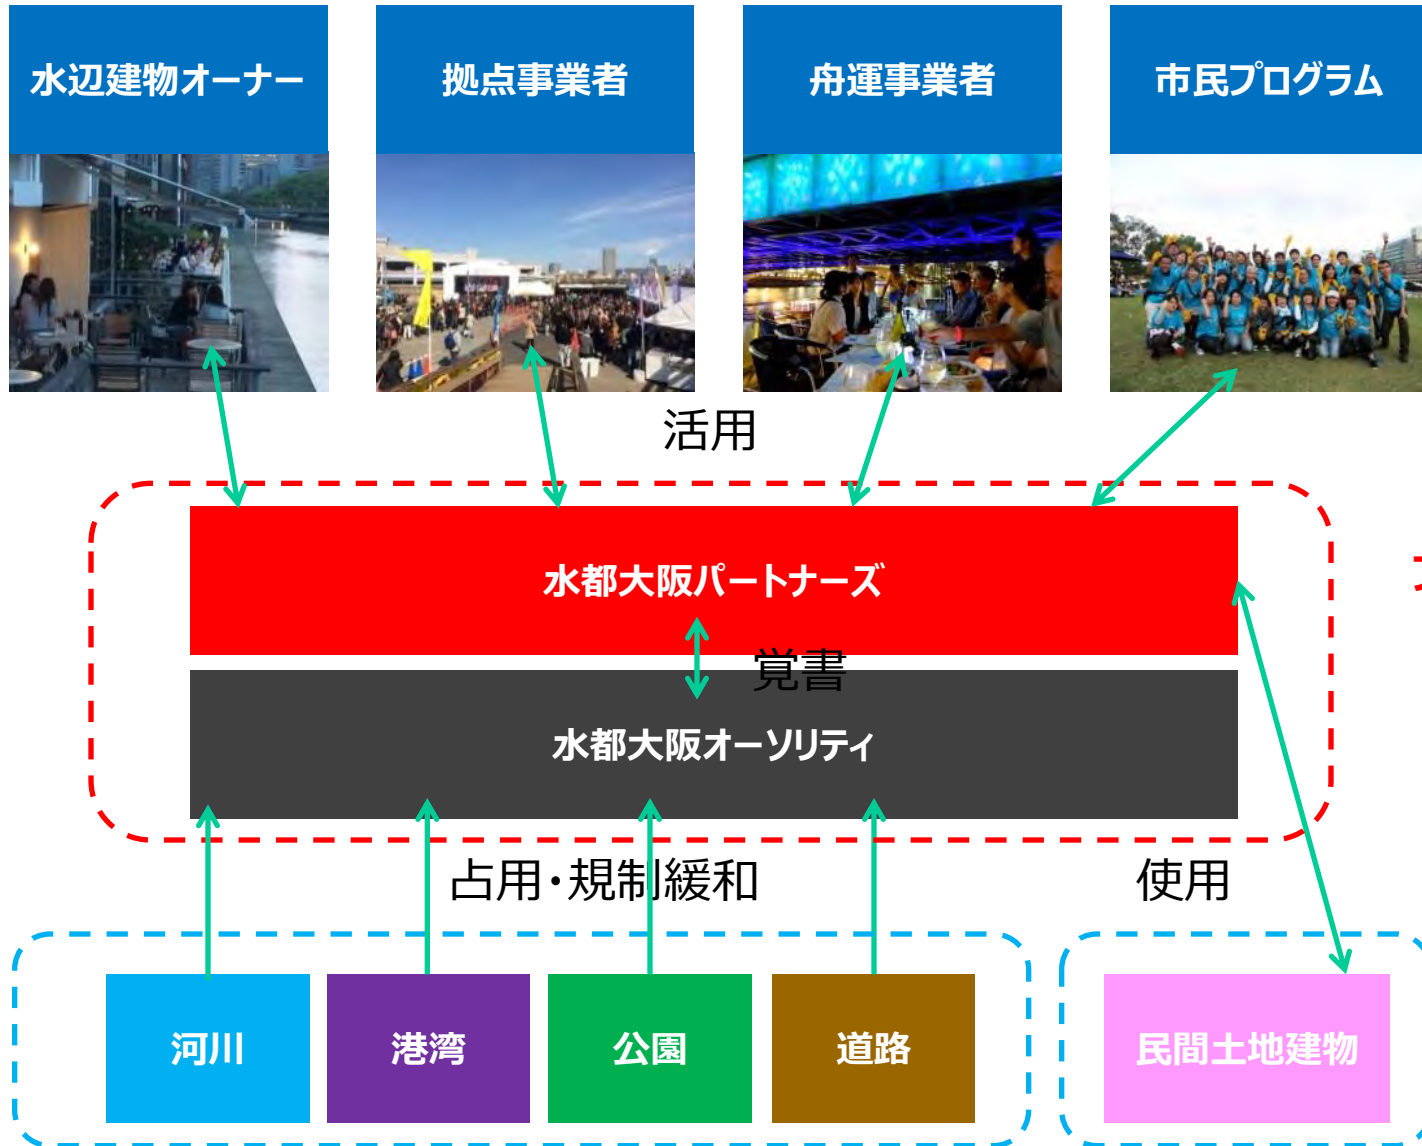 水辺建物オーナー
拠点事業者
舟運事業者
市民プログラム
活用
水都大阪パートナーズ
覚書
水都大阪オーソリティ
占用・規制緩和
使用
河川
港湾
公園
道路
民間土地建物